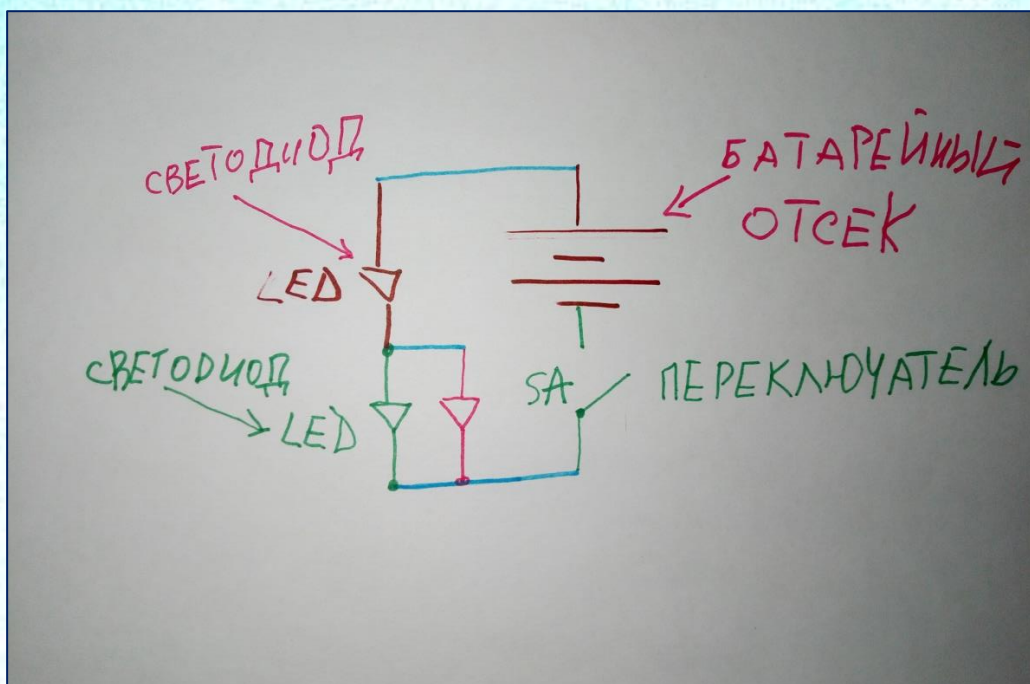 СВЕТОДИОД
БАТАРЕЙНЫЙ
ОТСЕК
LED
СВЕТОДИОД
LED
SA
ПЕРЕКЛЮЧАТЕЛЬ